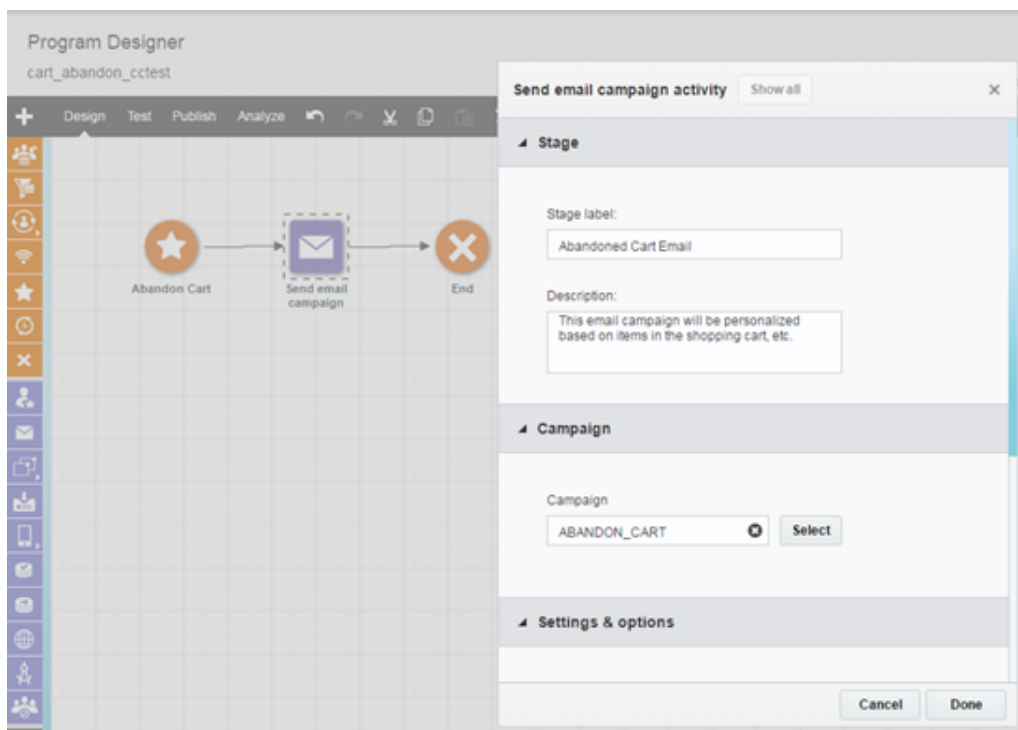 Program Designer
cart_abandon_cctest
Design Test Publish Analyze
Abandon Cart
Send email
campaign
End
Send email campaign activity Show all
Stage
Stage label:
Abandoned Cart Email
Description:
This email campaign will be personalized
based on items in the shopping cart, etc.
Campaign
Campaign
ABANDON_CART Select
Settings & options
Cancel Done